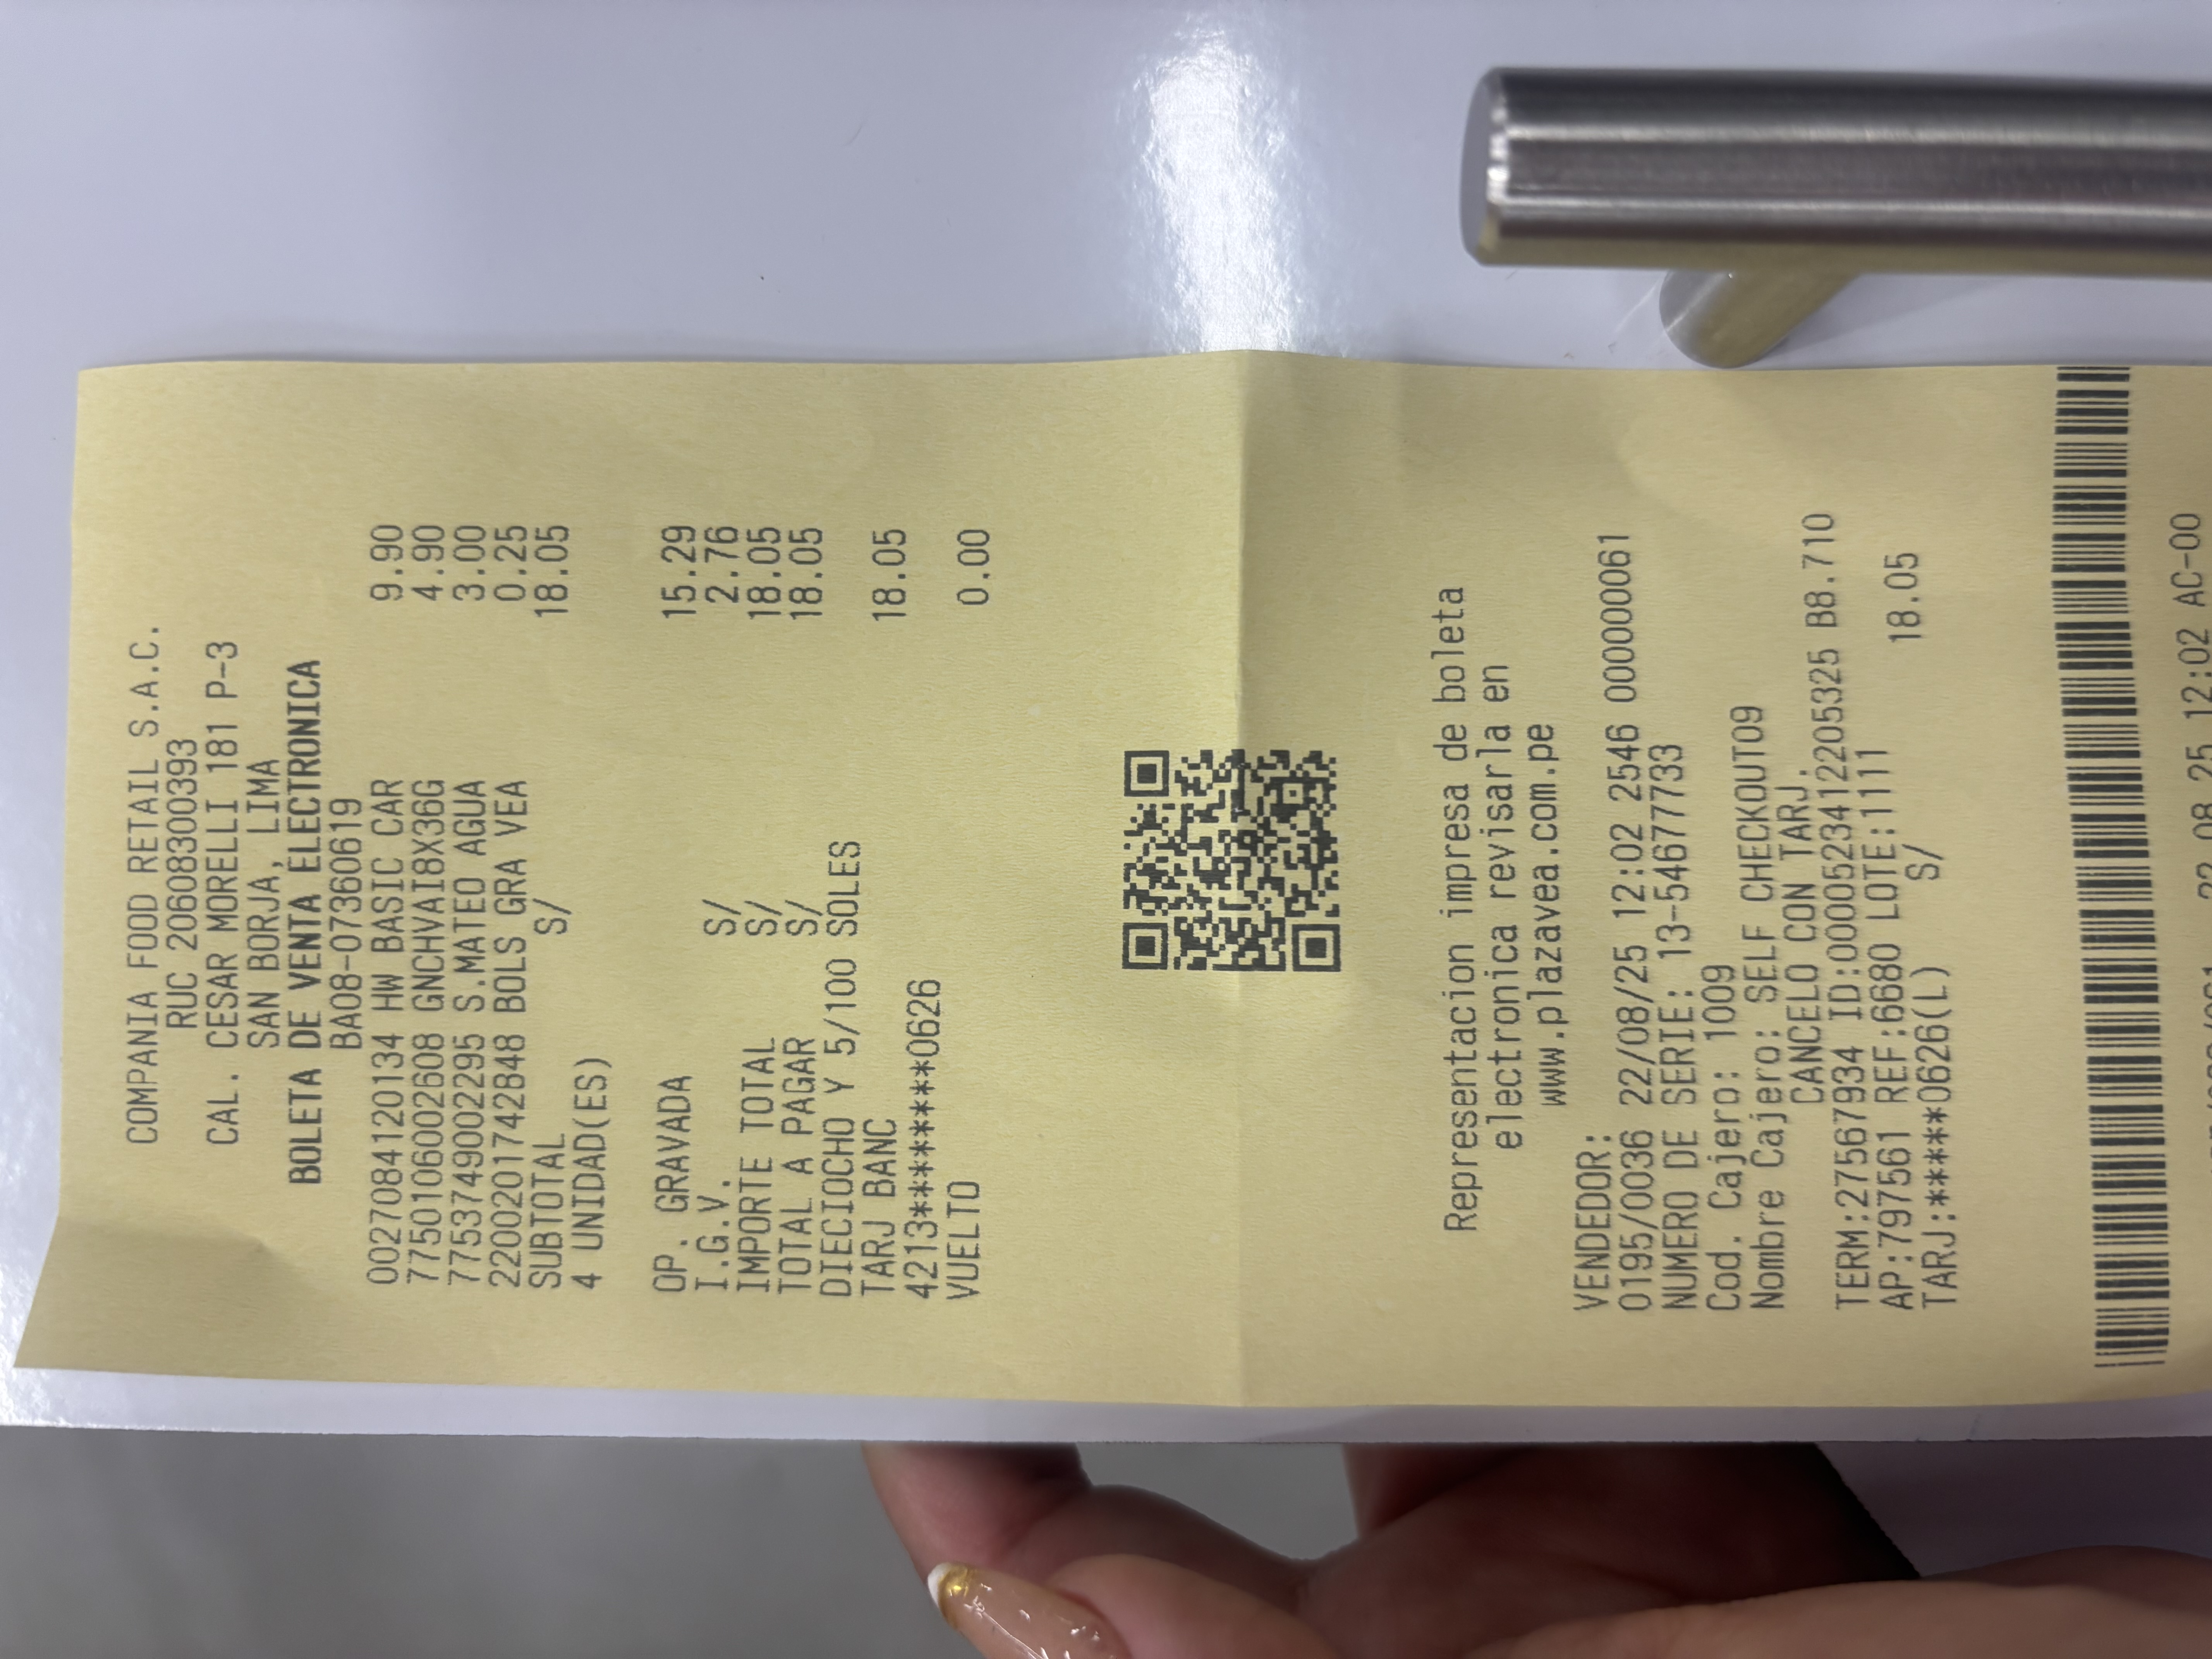 COMPANIA FOOD RETAIL S.A.C.
RUC 20608300393
CAL. CESAR MORELLI 181 P-3
SAN BORJA, LIMA
BOLETA DE VENTA ELECTRONICA
BA08-07360619
0027084120134 HW BASIC CAR 9.90
7750106002608 GNCHVAI8X36G 4.90
7753749002295 S.MATEO AGUA 3.00
2200201742848 BOLS GRA VEA 0.25
SUBTOTAL S/ 18.05
4 UNIDAD(ES)
OP. GRAVADA 15.29
I.G.V. S/ 2.76
IMPORTE TOTAL S/ 18.05
TOTAL A PAGAR S/ 18.05
DIECIOCHO Y 5/100 SOLES
TARJ BANC 18.05
4213********0626
VUELTO 0.00
Representacion impresa de boleta
electronica revisarla en
www.plazavea.com.pe
VENDEDOR:
0195/0036 22/08/25 12:02 2546 000000061
NUMERO DE SERIE: 13-54677733
Cod. Cajero: 1009
Nombre Cajero: SELF CHECKOUT09
CANCELO CON TARJ.
TERM:27567934 ID:0000523412205325 B8.710
AP:797561 REF:6680 LOTE:1111
TARJ:*****0626(L) S/ 18.05
22 08 25 12:02 AC-00